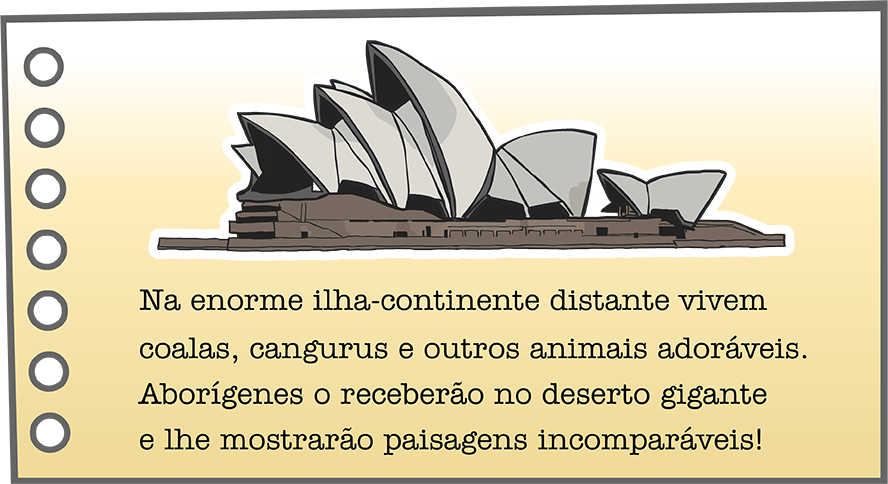 Na enorme ilha-continente distante vivem
coalas, cangurus e outros animais adoráveis.
Aborígenes o receberão no deserto gigante
e lhe mostrarão paisagens incomparáveis!